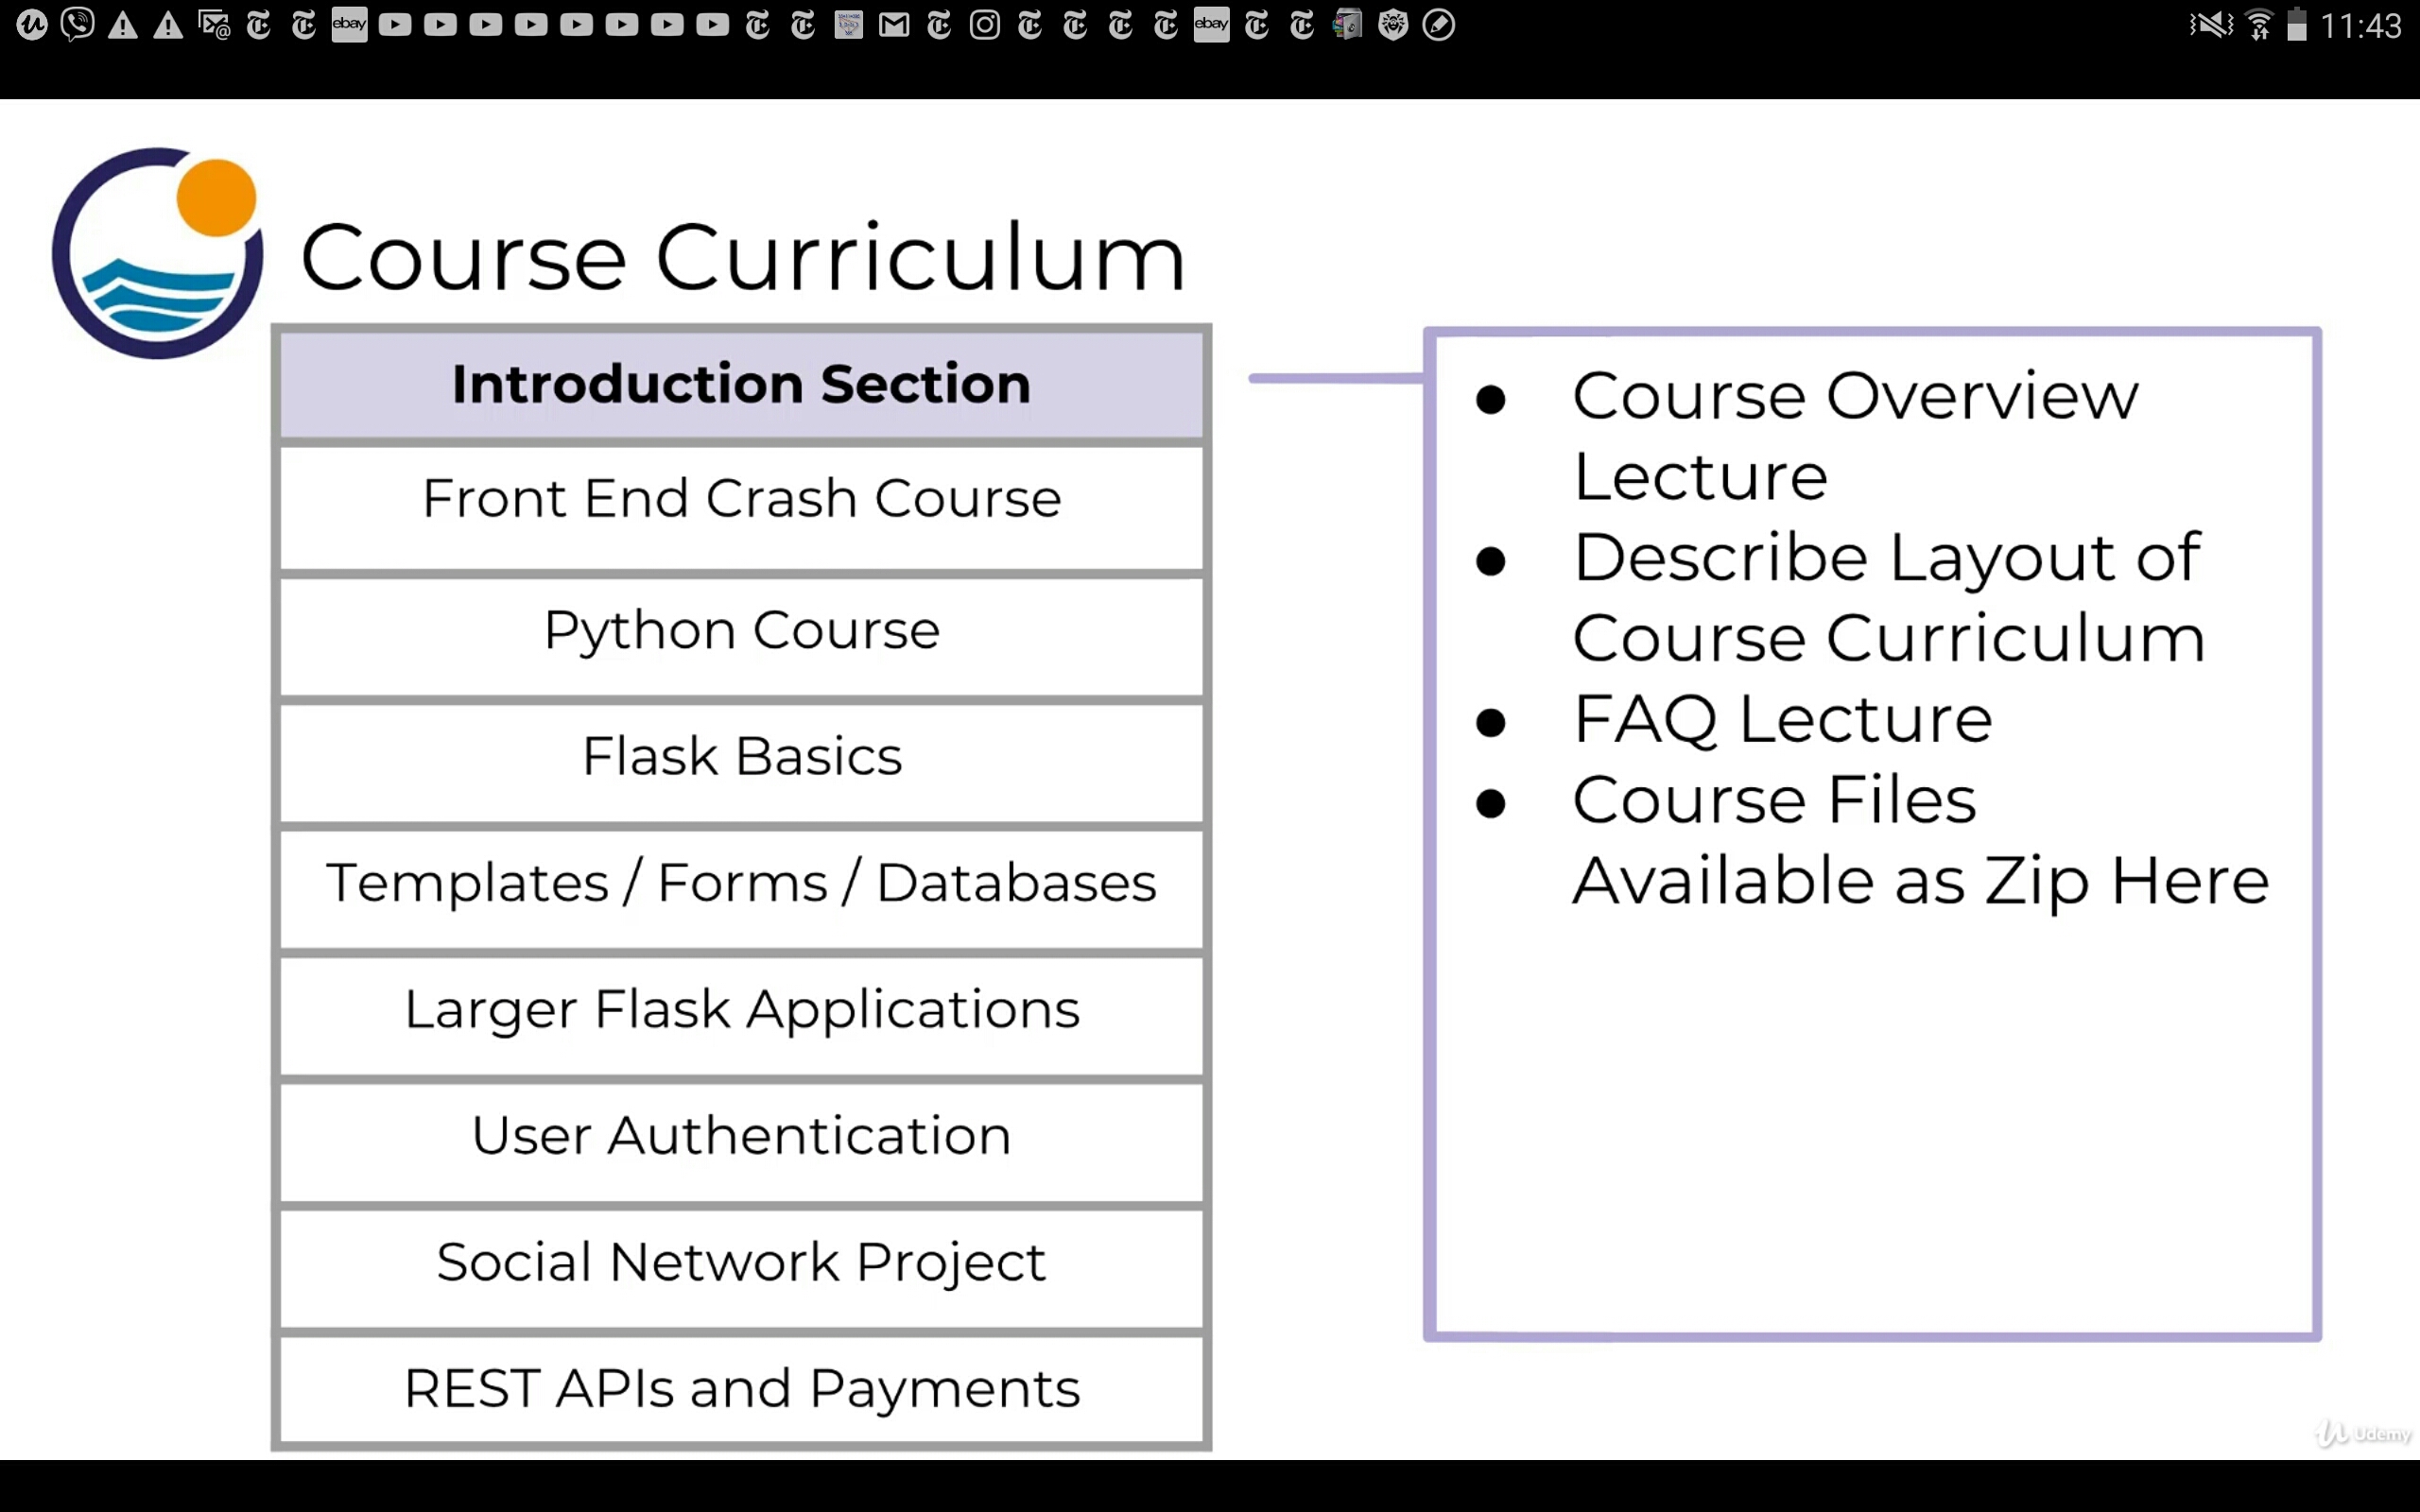 ebay
ebay
11:43
Course Curriculum
Introduction Section
Front End Crash Course
Python Course
Flask Basics
Templates / Forms / Databases
Larger Flask Applications
User Authentication
Social Network Project
REST APIs and Payments
● Course Overview
Lecture
● Describe Layout of
Course Curriculum
● FAQ Lecture
● Course Files
Available as Zip Here
Udemy